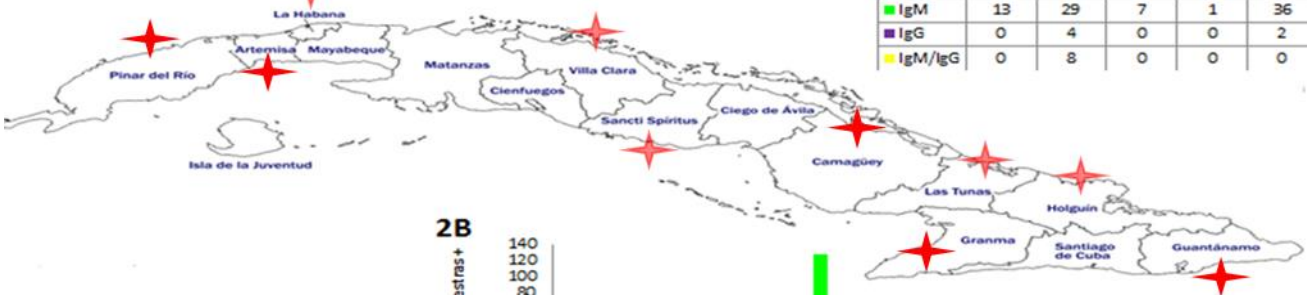 La Habana
Artemisa Mayabeque
Pinar del Río
Matanzas
Villa Clara
Cienfuegos
Sancti Spíritus
Ciego de Ávila
Isla de la Juventud
Camagüey
Las Tunas
Holguín
Granma
Santiago
de Cuba
Guantánamo
IgM 13 29 7 1 36
IgG 0 4 0 0 2
IgM/IgG 0 8 0 0 0
2B
estras+
140
120
100
80